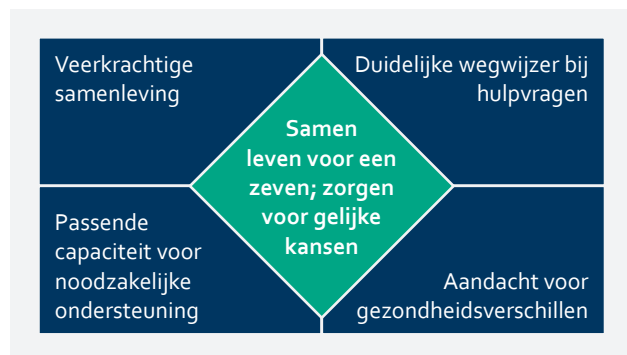 Veerkrachtige
samenleving
Duidelijke wegwijzer bij
hulpvragen
Samen
leven voor een
zeven; zorgen
voor gelijke
kansen
Passende
capaciteit voor
noodzakelijke
ondersteuning
Aandacht voor
gezondheidsverschillen